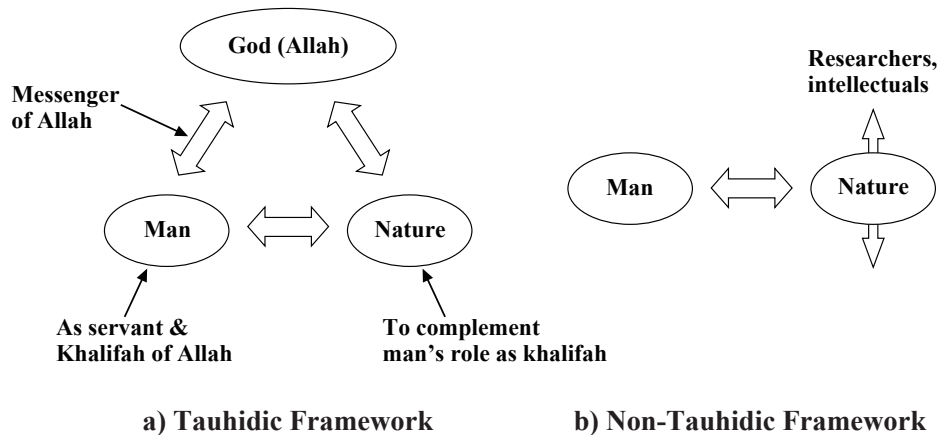 God (Allah)
Messenger
of Allah
Man
Nature
As servant &
Khalifah of Allah
To complement
man's role as khalifah
a) Tauhidic Framework
Researchers,
intellectuals
Man
Nature
b) Non-Tauhidic Framework